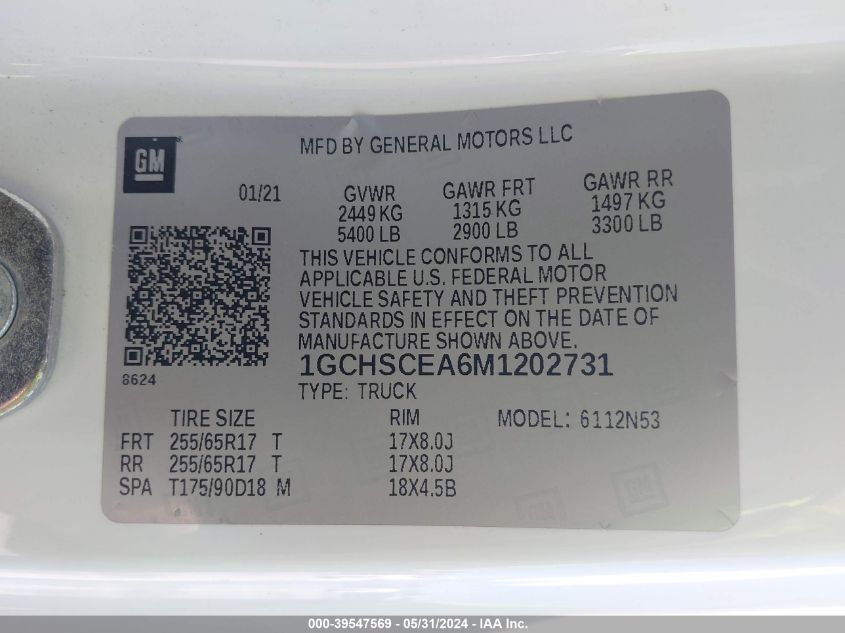 GM
MFD BY GENERAL MOTORS LLC
01/21 GVWR GAWR FRT GAWR RR
2449 KG 1315 KG 1497 KG
5400 LB 2900 LB 3300 LB
THIS VEHICLE CONFORMS TO ALL
APPLICABLE U.S. FEDERAL MOTOR
VEHICLE SAFETY AND THEFT PREVENTION
STANDARDS IN EFFECT ON THE DATE OF
MANUFACTURE SHOWN ABOVE.
1GCHSCEA6M1202731
8624
TYPE: TRUCK
TIRE SIZE RIM MODEL: 6112N53
FRT 255/65R17 T 17X8.0J
RR 255/65R17 T 17X8.0J
SPA T175/90D18 M 18X4.5B
GM
GM
000-39547569 - 05/31/2024 - IAA Inc.